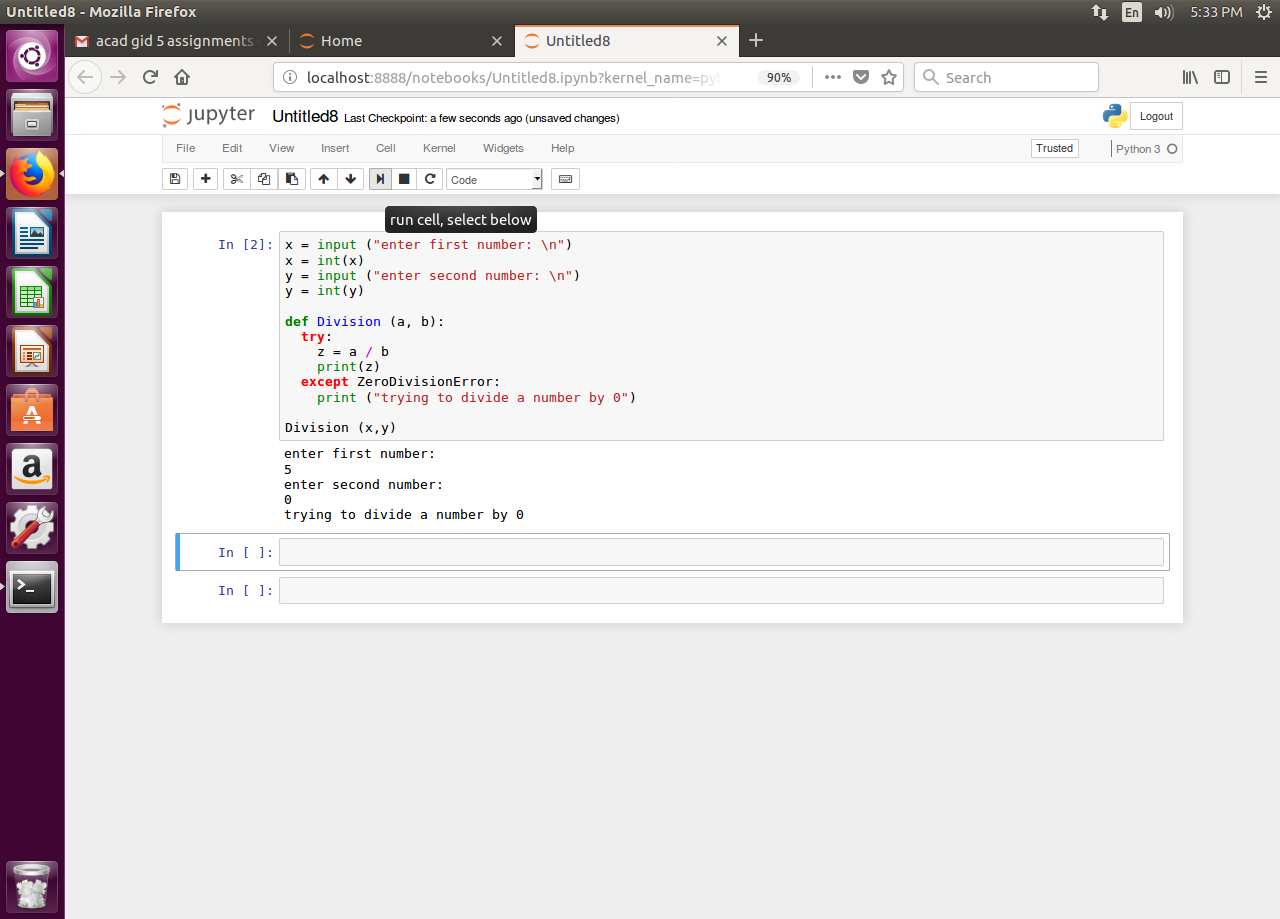 Untitled8 - Mozilla Firefox
En
5:33 PM
acad gid 5 assignments
Home
Untitled8
localhost:8888/notebooks/Untitled8.ipynb?kernel_name=pyt
90%
Search
jupyter
Untitled8 Last Checkpoint: a few seconds ago (unsaved changes)
Logout
File Edit View Insert Cell Kernel Widgets Help
Trusted
Python 3
Code
run cell, select below
In [2]:
x = input ("enter first number: \n")
x = int(x)
y = input ("enter second number: \n")
y = int(y)
def Division (a, b):
try:
z = a / b
print(z)
except ZeroDivisionError:
print ("trying to divide a number by 0")
Division (x,y)
enter first number:
5
enter second number:
0
trying to divide a number by 0
In [ ]:
In [ ]: